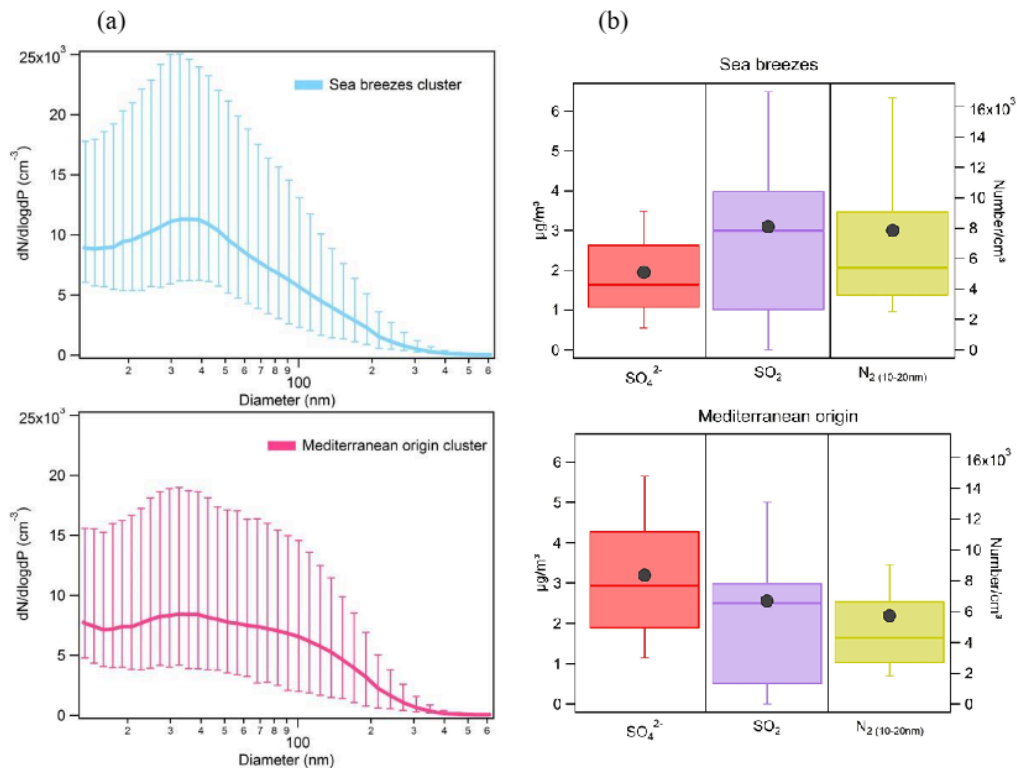 (a)
(b)
25x10³
20
15
10
5
0
dN/dlogdP (cm⁻³)
Sea breezes cluster
2 3 4 5 6 7 8 9 100 2 3 4 5 6
Diameter (nm)
Sea breezes
6
5
4
3
2
1
0
µg/m³
16x10³
14
12
10
8
6
4
2
0
Number/cm³
SO₄²⁻ SO₂ N₂ (10-20nm)
25x10³
20
15
10
5
0
dN/dlogdP (cm⁻³)
Mediterranean origin cluster
2 3 4 5 6 7 8 9 100 2 3 4 5 6
Diameter (nm)
Mediterranean origin
6
5
4
3
2
1
0
µg/m³
16x10³
14
12
10
8
6
4
2
0
Number/cm³
SO₄²⁻ SO₂ N₂ (10-20nm)